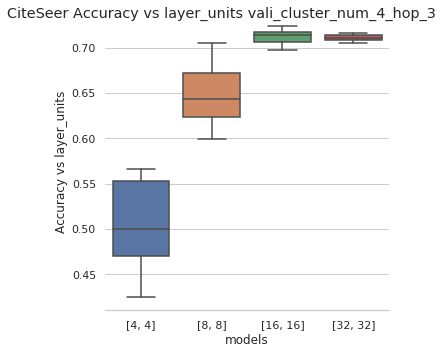 CiteSeer Accuracy vs layer_units vali_cluster_num_4_hop_3
Accuracy vs layer_units
0.70
0.65
0.60
0.55
0.50
0.45
[4, 4] [8, 8] [16, 16] [32, 32]
models